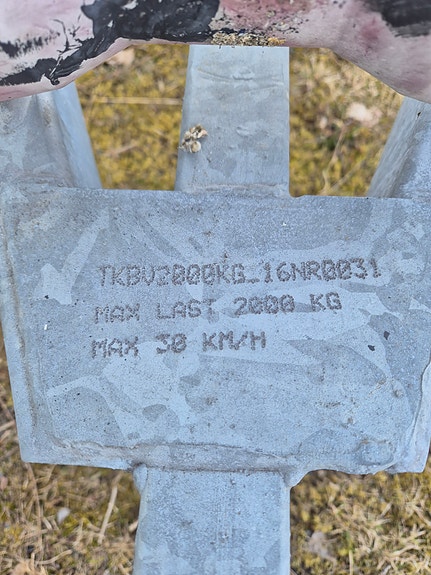 TKBV2000KG_16NR0031
MAX LAST 2000 KG
MAX 30 KM/H